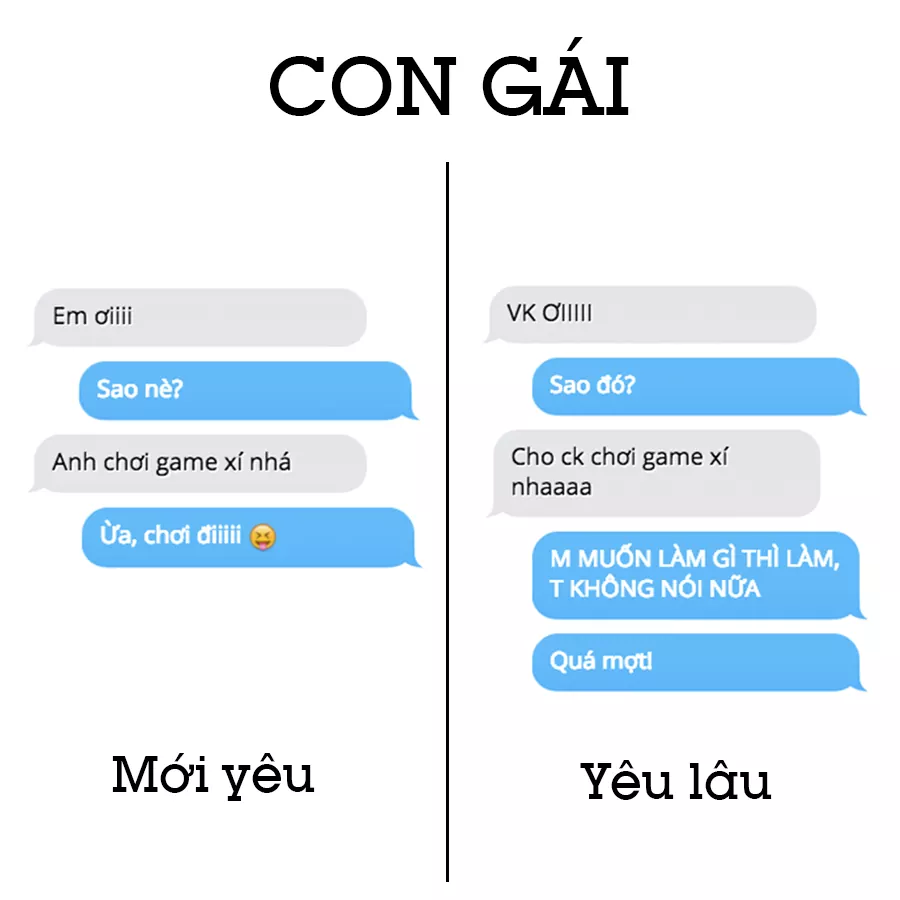 CON GÁI
Em ơiiii
Sao nè?
Anh chơi game xí nhá
Ừa, chơi điiiii 😝
Mới yêu
VK ƠIIIII
Sao đó?
Cho ck chơi game xí
nhaaaa
M MUỐN LÀM GÌ THÌ LÀM,
T KHÔNG NÓI NỮA
Quá mợt!
Yêu lâu